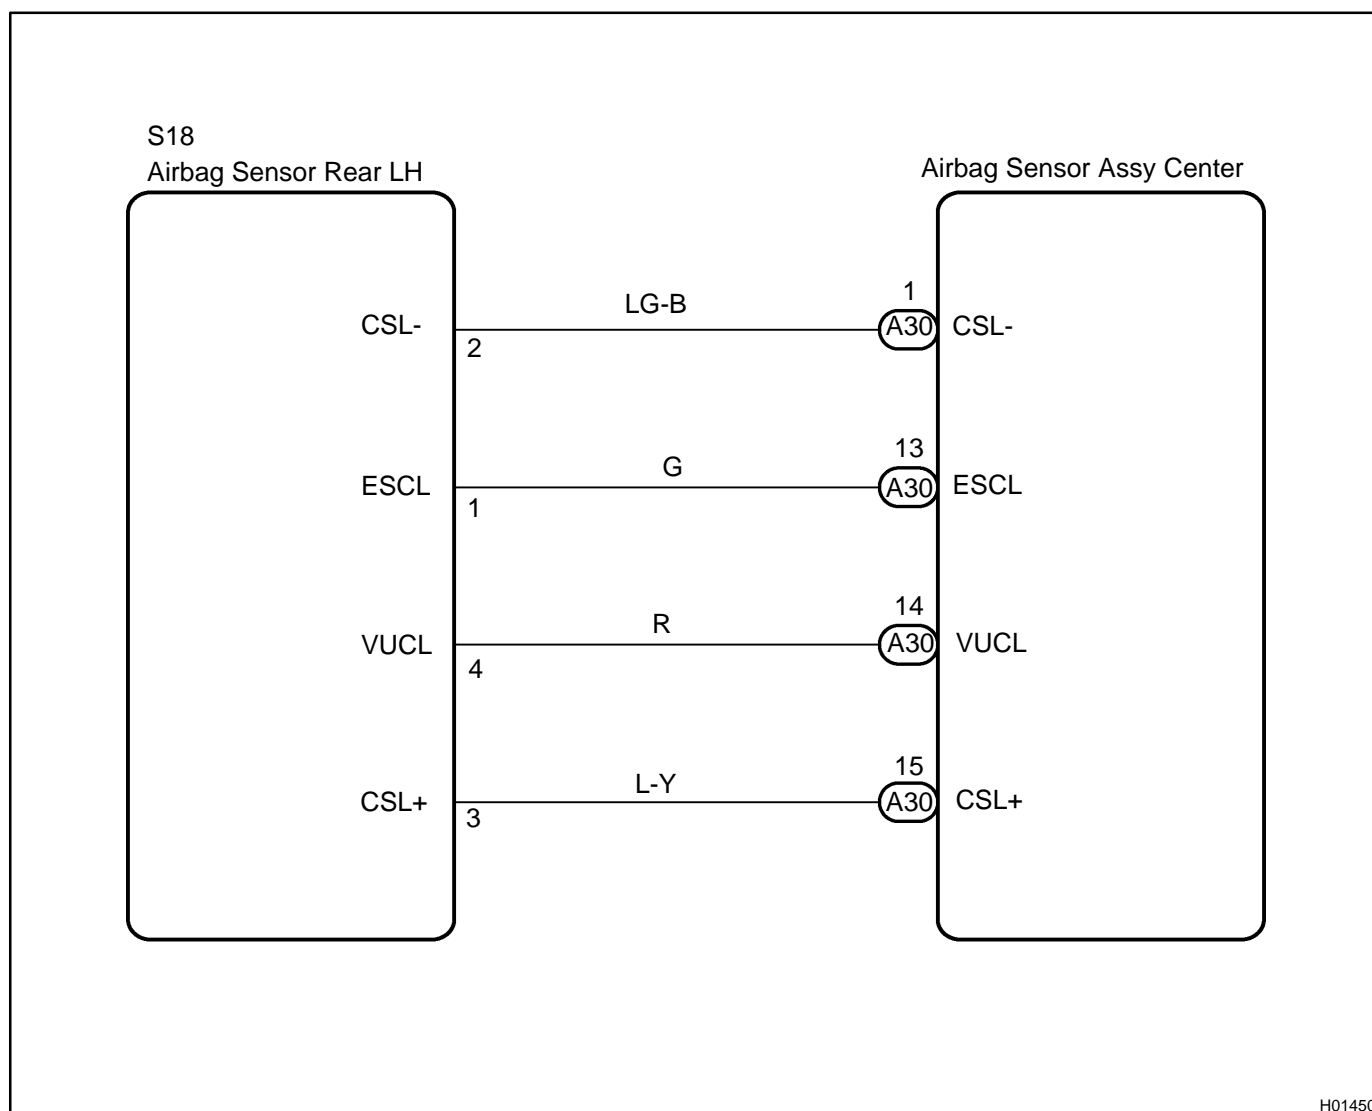 S18
Airbag Sensor Rear LH
Airbag Sensor Assy Center
CSL-
2
LG-B
1
A30
CSL-
ESCL
1
G
13
A30
ESCL
VUCL
4
R
14
A30
VUCL
CSL+
3
L-Y
15
A30
CSL+
H01450